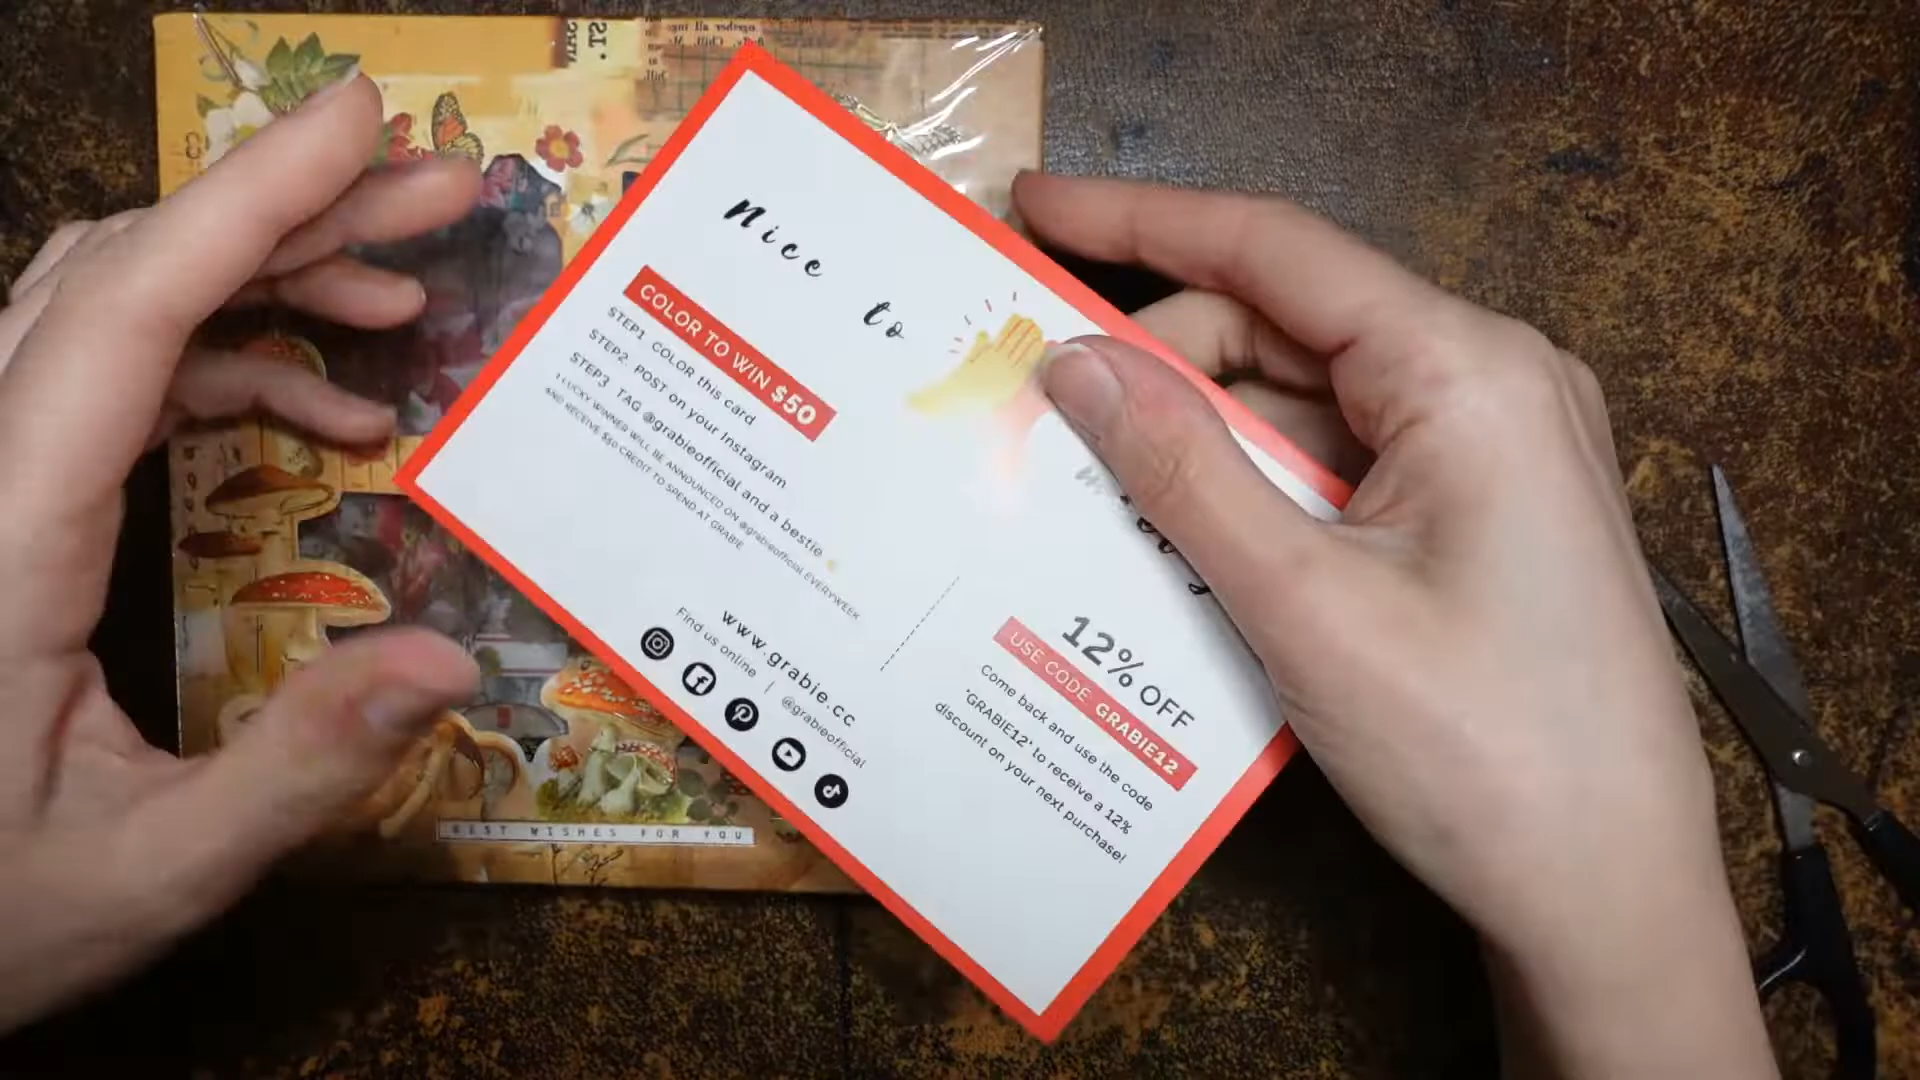 Nice to
COLOR TO WIN $50
STEP1 COLOR this card
STEP2. POST on your Instagram
STEP3 TAG @grabieofficial and a bestie
1 LUCKY WINNER WILL BE ANNOUNCED ON @grabieofficial EVERYWEEK
AND RECEIVE $50 CREDIT TO SPEND AT GRABIE
www.grabie.cc
Find us online | @grabieofficial
12% OFF
USE CODE GRABIE12
Come back and use the code
"GRABIE12" to receive a 12%
discount on your next purchase!
BEST WISHES FOR YOU